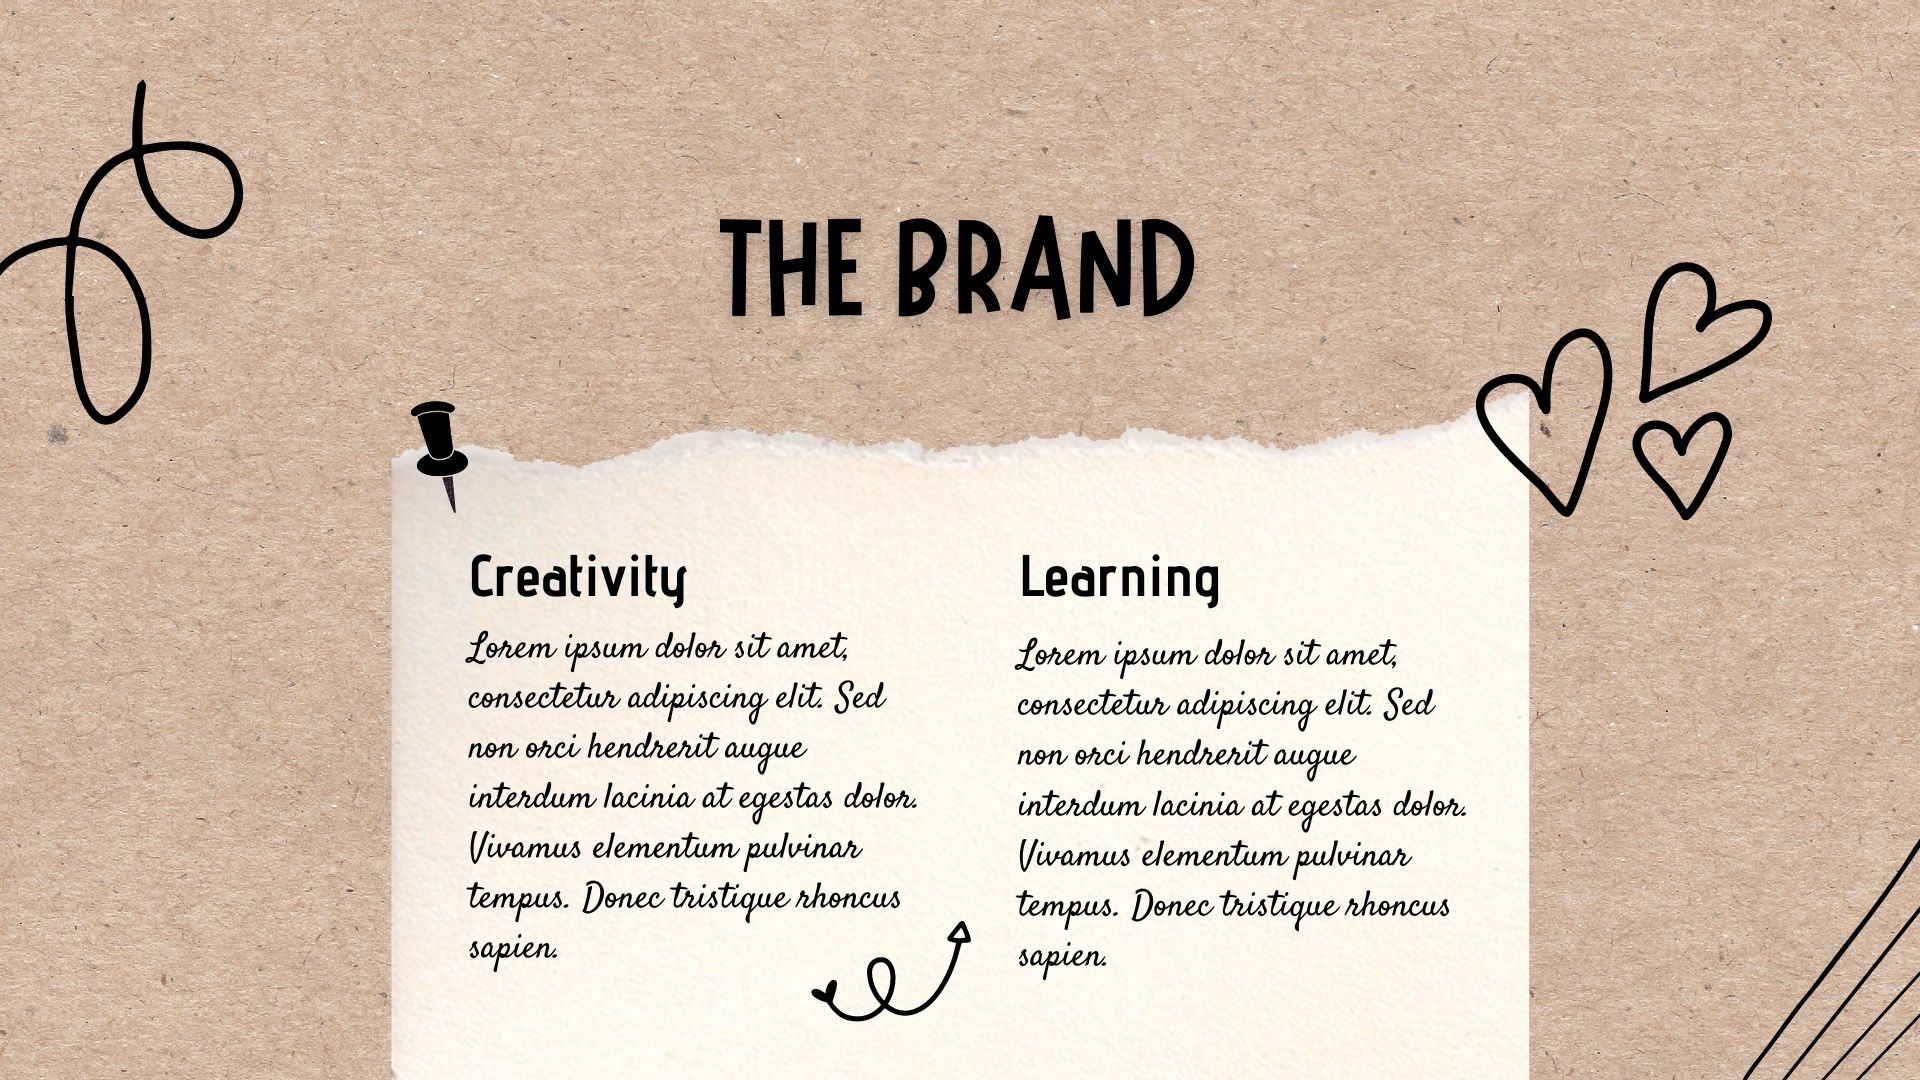 THE BRAND
Creativity
Lorem ipsum dolor sit amet,
consectetur adipiscing elit. Sed
non orci hendrerit augue
interdum lacinia at egestas dolor.
Vivamus elementum pulvinar
tempus. Donec tristique rhoncus
sapien.
Learning
Lorem ipsum dolor sit amet,
consectetur adipiscing elit. Sed
non orci hendrerit augue
interdum lacinia at egestas dolor.
Vivamus elementum pulvinar
tempus. Donec tristique rhoncus
sapien.